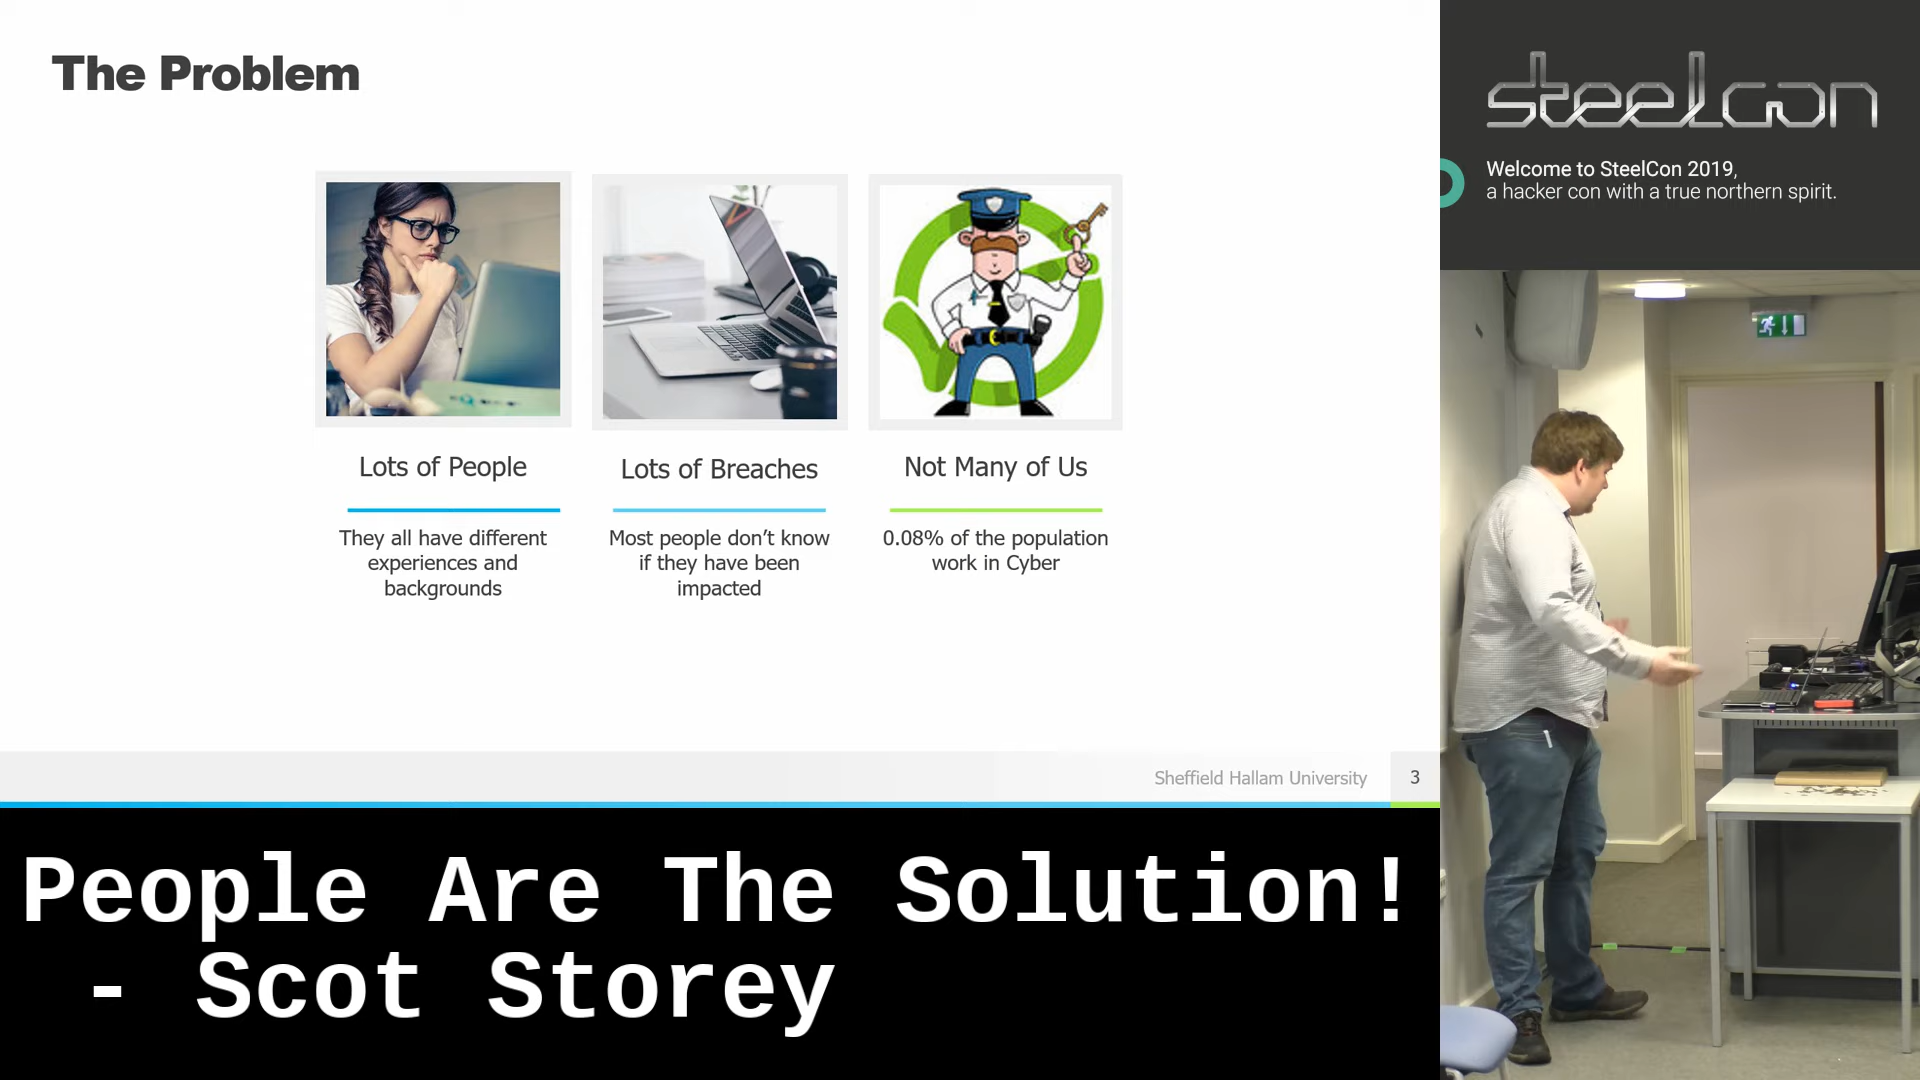 The Problem
Lots of People
They all have different
experiences and
backgrounds
Lots of Breaches
Most people don’t know
if they have been
impacted
Not Many of Us
0.08% of the population
work in Cyber
Sheffield Hallam University
3
People Are The Solution!
- Scot Storey
steelcon
Welcome to SteelCon 2019,
a hacker con with a true northern spirit.